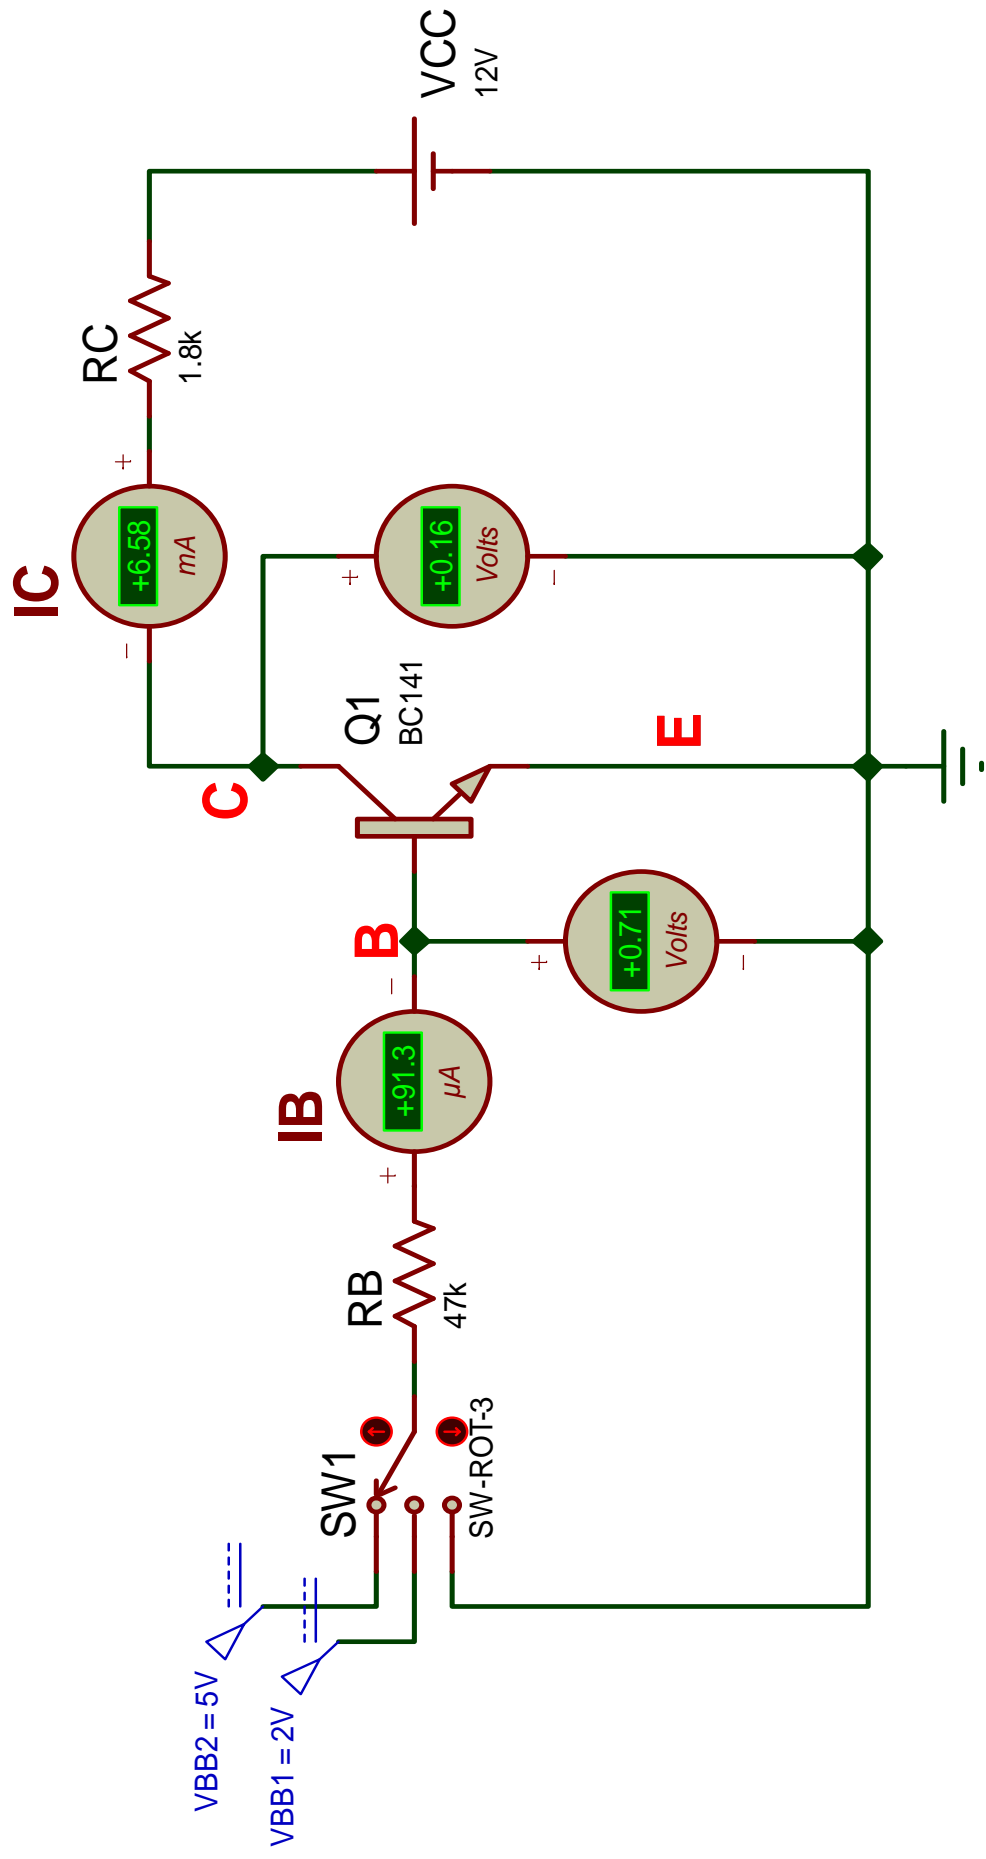 VBB2 = 5V
VBB1 = 2V
SW1
SW-ROT-3
RB
47k
IB
+
-
+91.3
µA
B
+
-
+0.71
Volts
C
Q1
BC141
E
IC
-
+
+6.58
mA
+
-
+0.16
Volts
RC
1.8k
VCC
12V